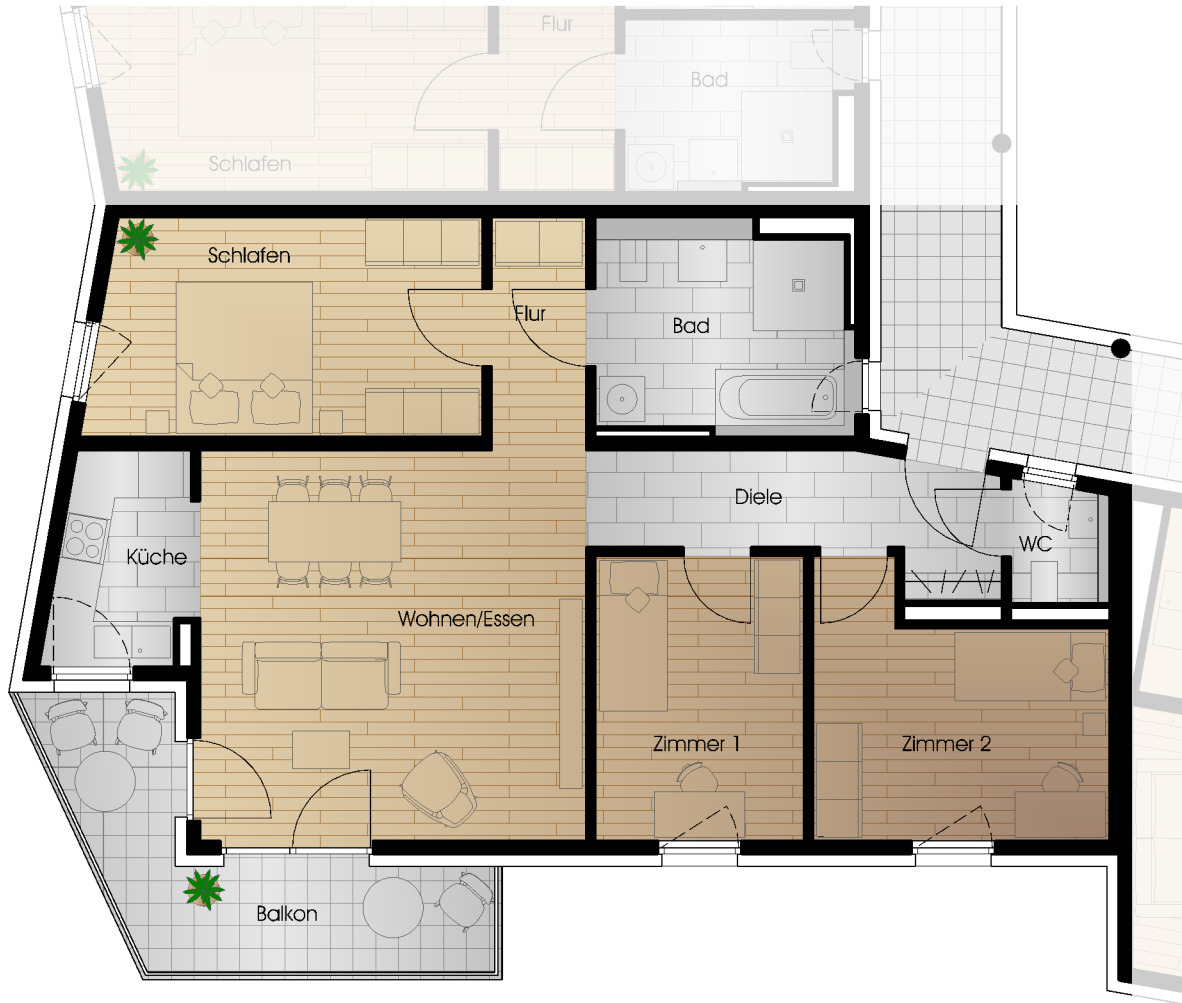 Flur
Bad
Schlafen
Schlafen
Flur
Bad
Diele
WC
Küche
Wohnen/Essen
Zimmer 1
Zimmer 2
Balkon